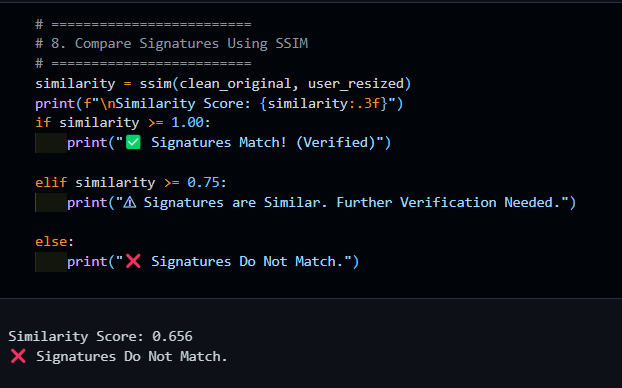 # =========================
# 8. Compare Signatures Using SSIM
# =========================
similarity = ssim(clean_original, user_resized)
print(f"\nSimilarity Score: {similarity:.3f}")
if similarity >= 1.00:
    print("✅ Signatures Match! (Verified)")
elif similarity >= 0.75:
    print("⚠ Signatures are Similar. Further Verification Needed.")
else:
    print("❌ Signatures Do Not Match.")
Similarity Score: 0.656
❌ Signatures Do Not Match.